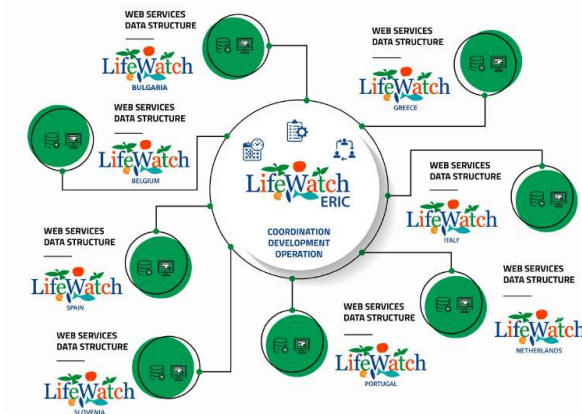 WEB SERVICES
DATA STRUCTURE
LifeWatch
BULGARIA
WEB SERVICES
DATA STRUCTURE
LifeWatch
GREECE
WEB SERVICES
DATA STRUCTURE
LifeWatch
BELGIUM
LifeWatch
ERIC
COORDINATION
DEVELOPMENT
OPERATION
WEB SERVICES
DATA STRUCTURE
LifeWatch
ITALY
WEB SERVICES
DATA STRUCTURE
LifeWatch
SPAIN
WEB SERVICES
DATA STRUCTURE
LifeWatch
NETHERLANDS
WEB SERVICES
DATA STRUCTURE
LifeWatch
PORTUGAL
WEB SERVICES
DATA STRUCTURE
LifeWatch
SLOVENIA